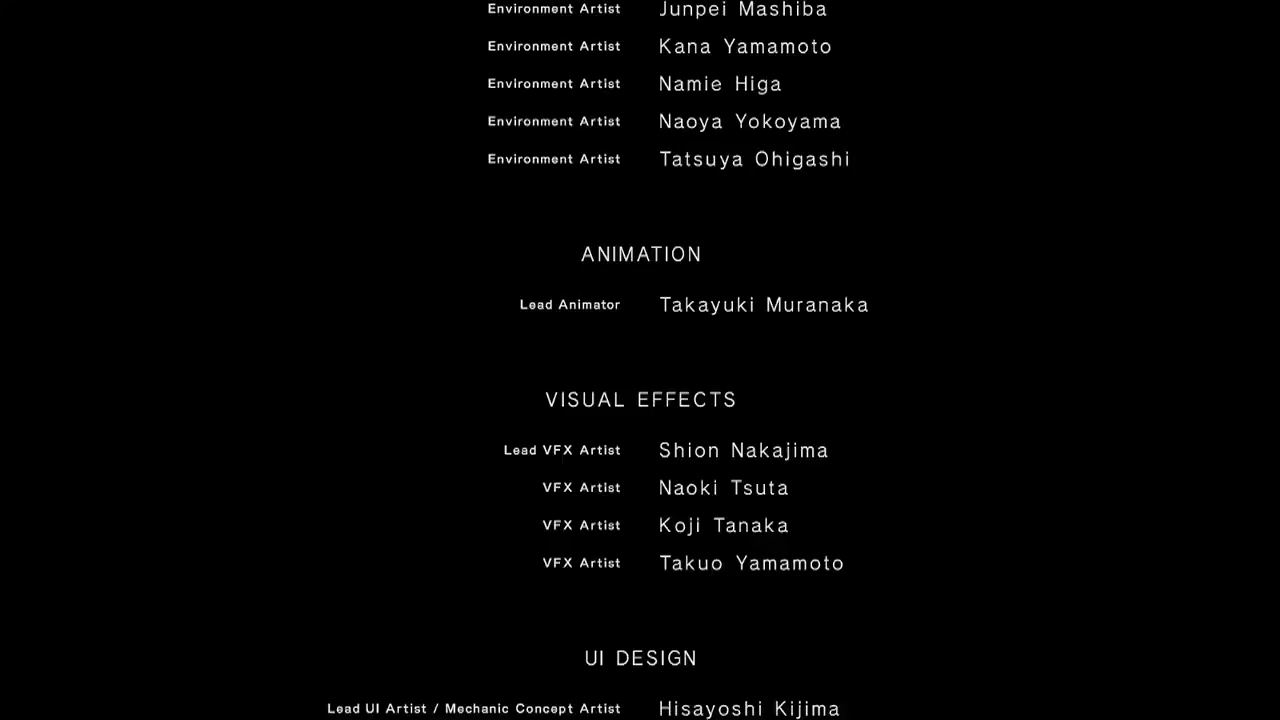 Environment Artist Junpei Mashiba
Environment Artist Kana Yamamoto
Environment Artist Namie Higa
Environment Artist Naoya Yokoyama
Environment Artist Tatsuya Ohigashi
ANIMATION
Lead Animator Takayuki Muranaka
VISUAL EFFECTS
Lead VFX Artist Shion Nakajima
VFX Artist Naoki Tsuta
VFX Artist Koji Tanaka
VFX Artist Takuo Yamamoto
UI DESIGN
Lead UI Artist / Mechanic Concept Artist Hisayoshi Kijima